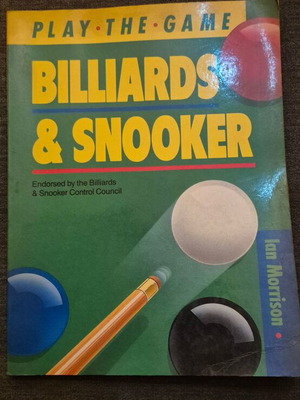 PLAY·THE·GAME
BILLIARDS
& SNOOKER
Endorsed by the Billiards
& Snooker Control Council
Ian Morrison